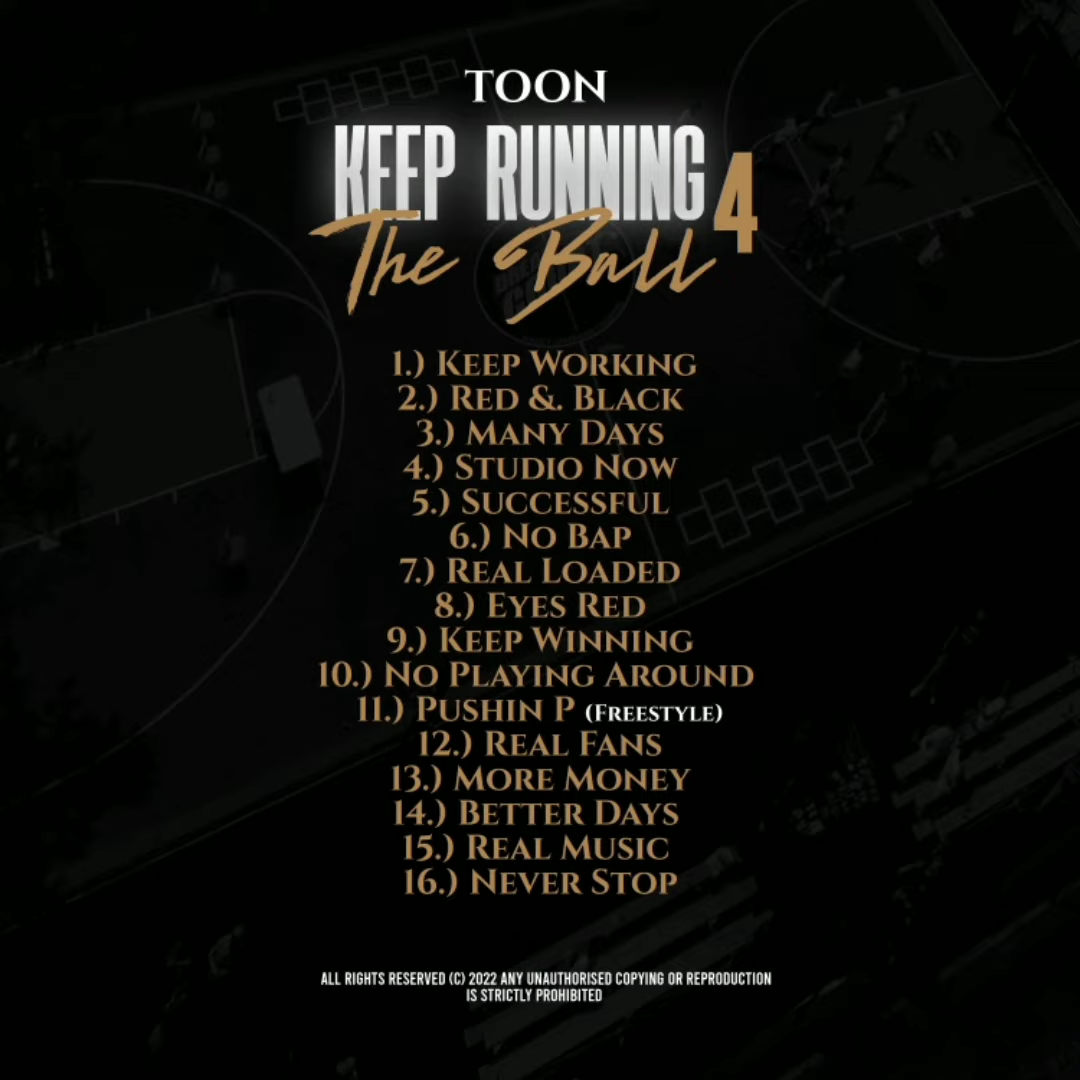 TOON
KEEP RUNNING 4
The Ball
1.) KEEP WORKING
2.) RED &. BLACK
3.) MANY DAYS
4.) STUDIO NOW
5.) SUCCESSFUL
6.) NO BAP
7.) REAL LOADED
8.) EYES RED
9.) KEEP WINNING
10.) NO PLAYING AROUND
11.) PUSHIN P (FREESTYLE)
12.) REAL FANS
13.) MORE MONEY
14.) BETTER DAYS
15.) REAL MUSIC
16.) NEVER STOP
ALL RIGHTS RESERVED (C) 2022 ANY UNAUTHORISED COPYING OR REPRODUCTION
IS STRICTLY PROHIBITED